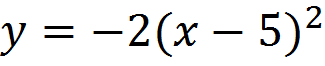 y = −2(x − 5)²